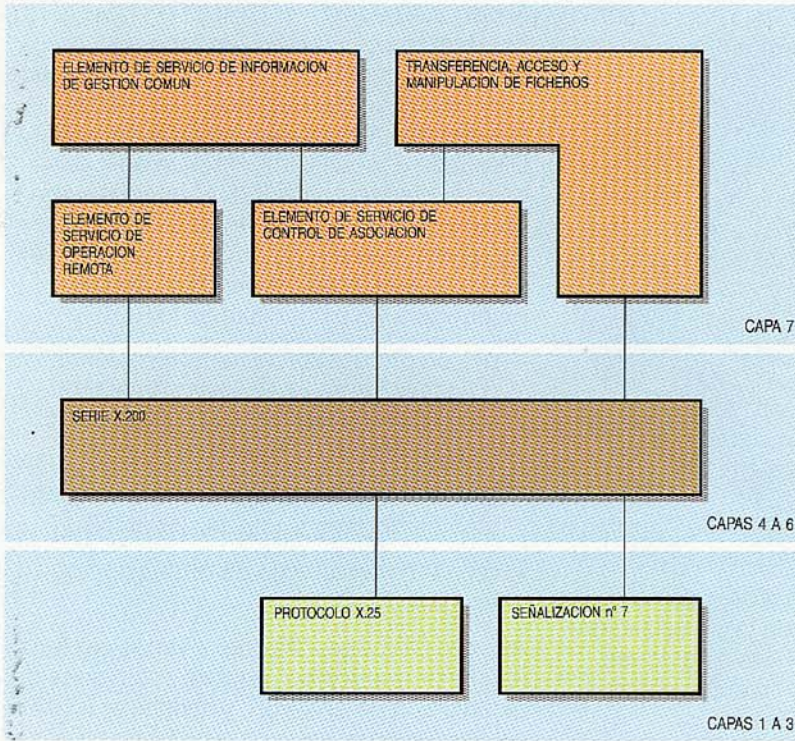 ELEMENTO DE SERVICIO DE INFORMACION
DE GESTION COMUN
TRANSFERENCIA, ACCESO Y
MANIPULACION DE FICHEROS
ELEMENTO DE
SERVICIO DE
OPERACION
REMOTA
ELEMENTO DE SERVICIO DE
CONTROL DE ASOCIACION
CAPA 7
SERIE X.200
CAPAS 4 A 6
PROTOCOLO X.25
SEÑALIZACION nº 7
CAPAS 1 A 3